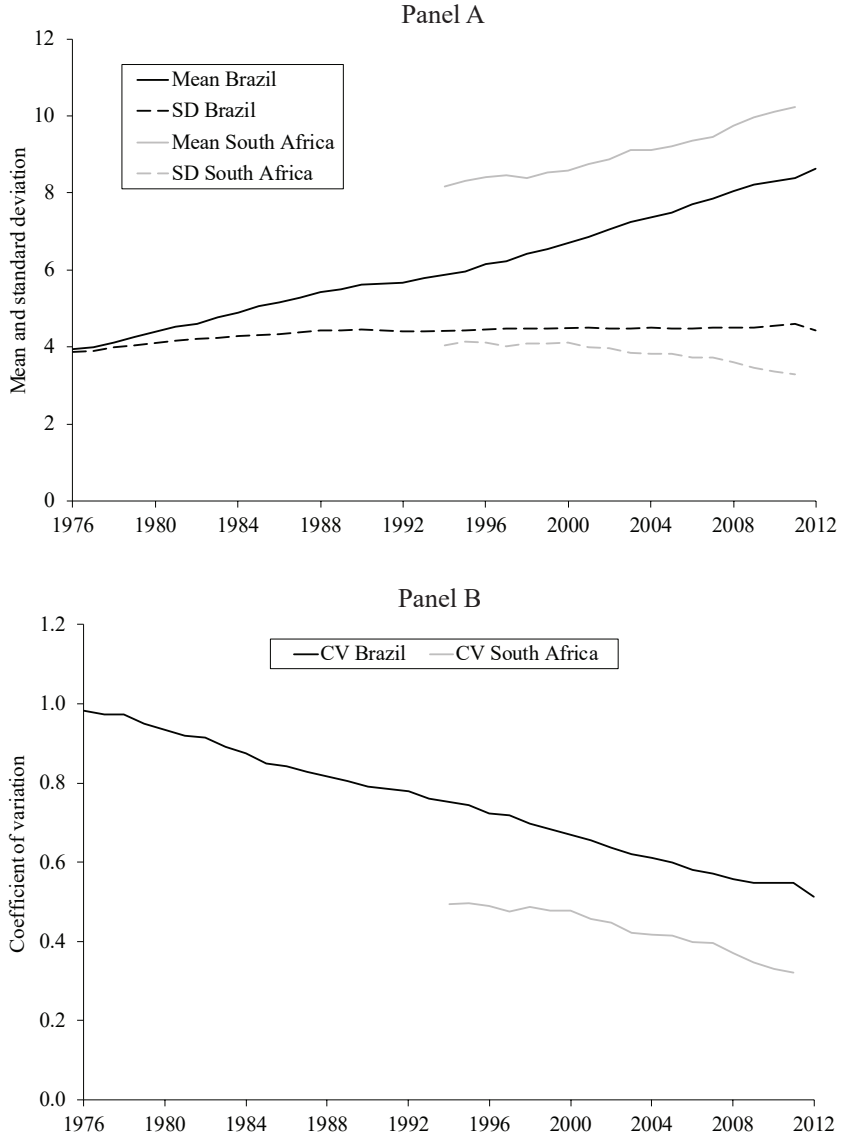 Panel A
12
10
8
6
4
2
0
Mean and standard deviation
Mean Brazil
SD Brazil
Mean South Africa
SD South Africa
1976 1980 1984 1988 1992 1996 2000 2004 2008 2012
Panel B
1.2
1.0
0.8
0.6
0.4
0.2
0.0
Coefficient of variation
CV Brazil CV South Africa
1976 1980 1984 1988 1992 1996 2000 2004 2008 2012